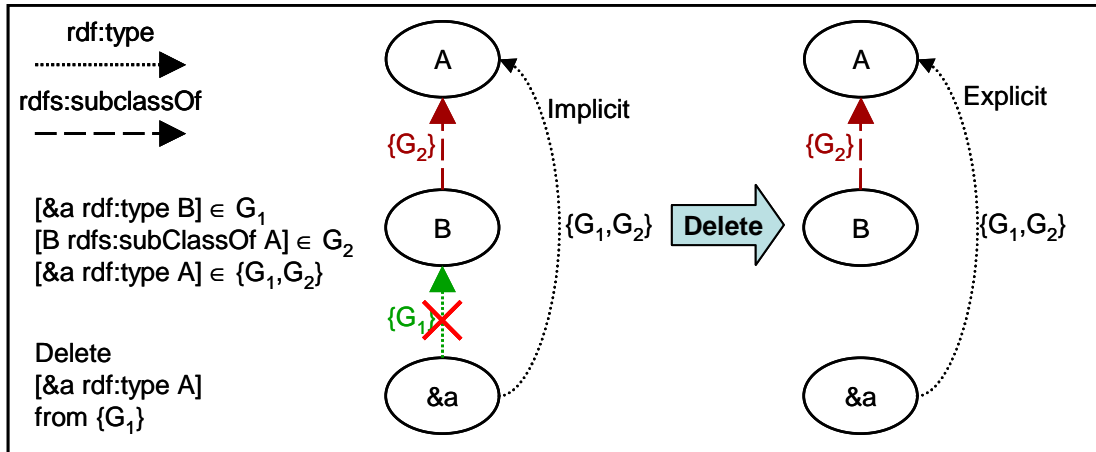 rdf:type
rdfs:subclassOf
[&a rdf:type B] ∈ G₁
[B rdfs:subClassOf A] ∈ G₂
[&a rdf:type A] ∈ {G₁,G₂}
Delete
[&a rdf:type A]
from {G₁}
A
Implicit
{G₂}
B
{G₁,G₂}
{G₁}
&a
Delete
A
Explicit
{G₂}
B
{G₁,G₂}
&a